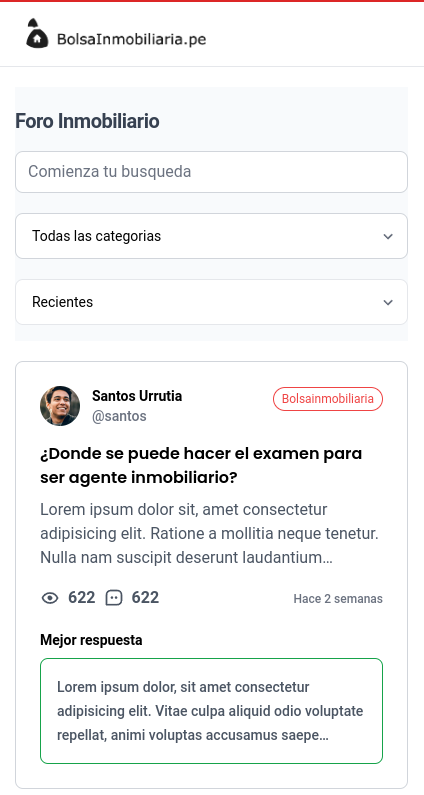 BolsaInmobiliaria.pe
Foro Inmobiliario
Comienza tu busqueda
Todas las categorias
Recientes
Santos Urrutia
@santos
Bolsainmobiliaria
¿Donde se puede hacer el examen para
ser agente inmobiliario?
Lorem ipsum dolor sit, amet consectetur
adipisicing elit. Ratione a mollitia neque tenetur.
Nulla nam suscipit deserunt laudantium…
622 622
Hace 2 semanas
Mejor respuesta
Lorem ipsum dolor, sit amet consectetur
adipisicing elit. Vitae culpa aliquid odio voluptate
repellat, animi voluptas accusamus saepe…